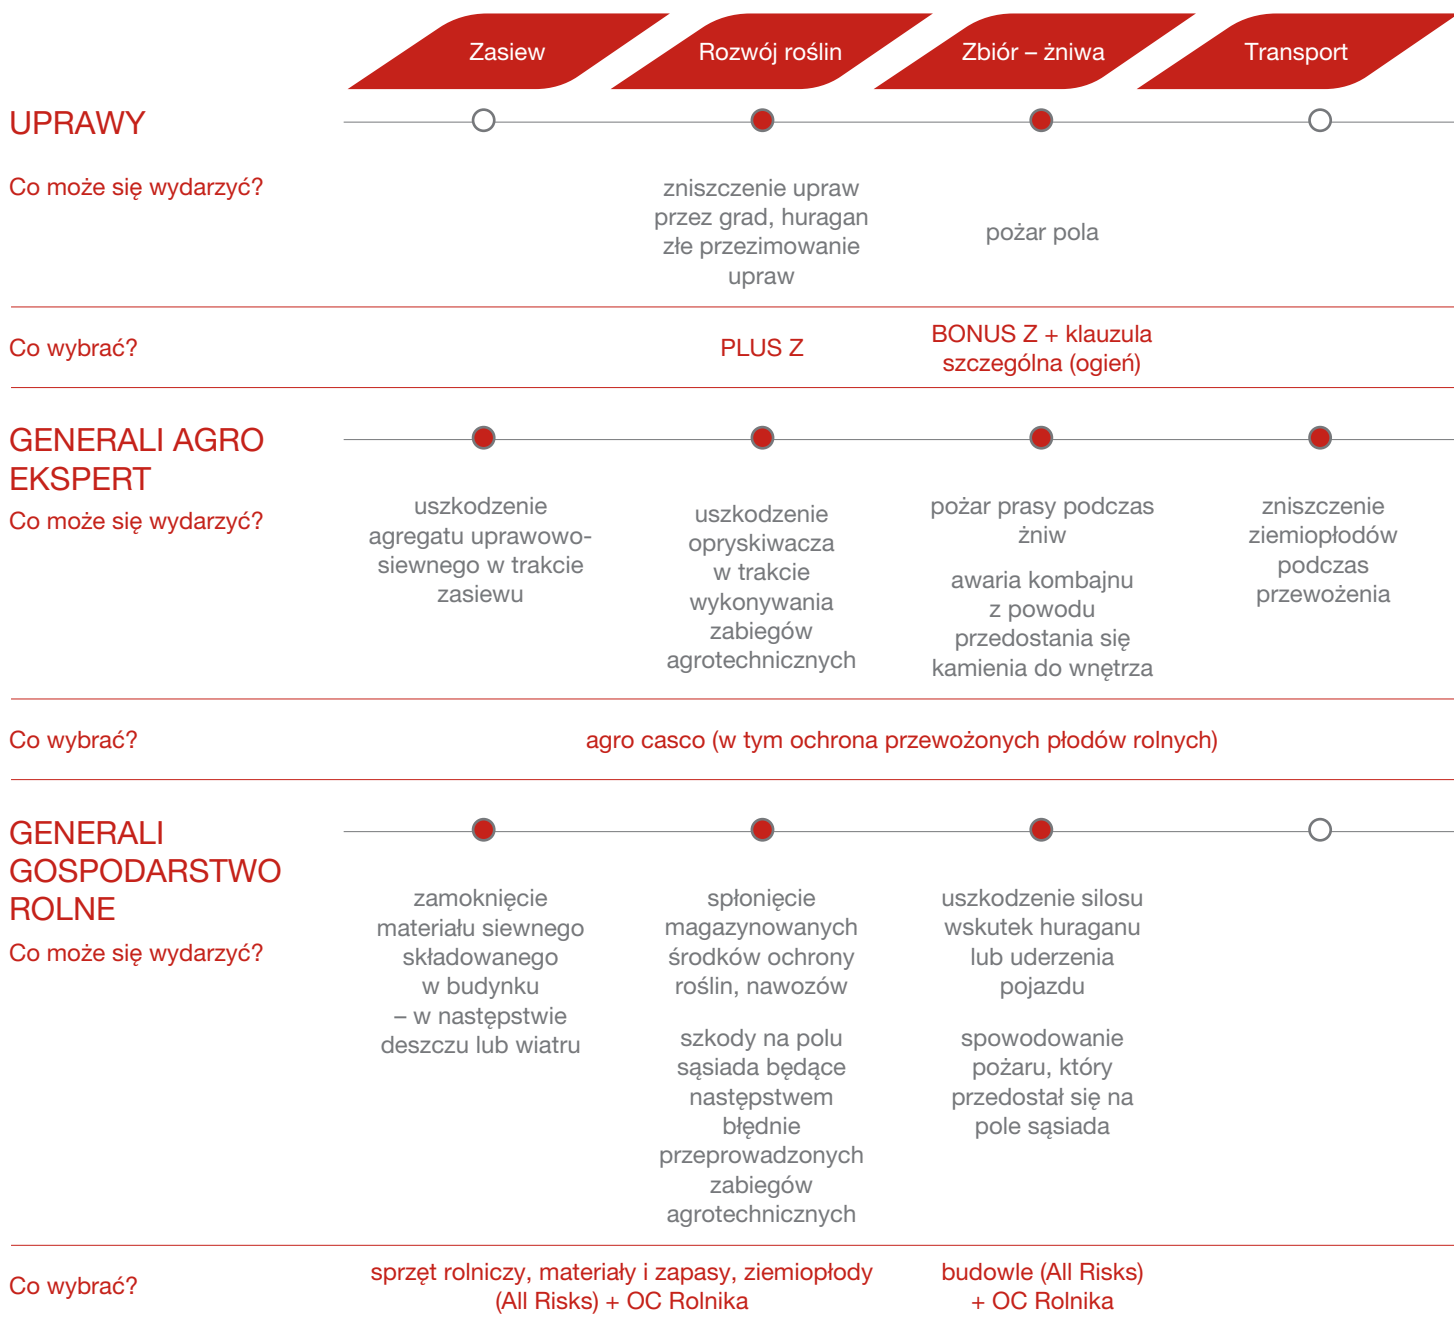 Zasiew
Rozwój roślin
Zbiór – żniwa
Transport
UPRAWY
Co może się wydarzyć?
zniszczenie upraw
przez grad, huragan
złe przezimowanie
upraw
pożar pola
Co wybrać?
PLUS Z
BONUS Z + klauzula
szczególna (ogień)
GENERALI AGRO
EKSPERT
Co może się wydarzyć?
uszkodzenie
agregatu uprawowo-
siewnego w trakcie
zasiewu
uszkodzenie
opryskiwacza
w trakcie
wykonywania
zabiegów
agrotechnicznych
pożar prasy podczas
żniw
awaria kombajnu
z powodu
przedostania się
kamienia do wnętrza
zniszczenie
ziemiopłodów
podczas
przewożenia
Co wybrać?
agro casco (w tym ochrona przewożonych płodów rolnych)
GENERALI
GOSPODARSTWO
ROLNE
Co może się wydarzyć?
zamoknięcie
materiału siewnego
składowanego
w budynku
– w następstwie
deszczu lub wiatru
spłonięcie
magazynowanych
środków ochrony
roślin, nawozów
szkody na polu
sąsiada będące
następstwem
błędnie
przeprowadzonych
zabiegów
agrotechnicznych
uszkodzenie silosu
wskutek huraganu
lub uderzenia
pojazdu
spowodowanie
pożaru, który
przedostał się na
pole sąsiada
Co wybrać?
sprzęt rolniczy, materiały i zapasy, ziemiopłody
(All Risks) + OC Rolnika
budowle (All Risks)
+ OC Rolnika